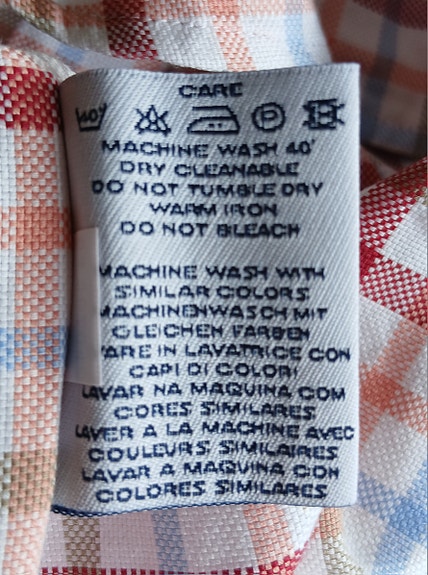 CARE
40°
P
MACHINE WASH 40°
DRY CLEANABLE
DO NOT TUMBLE DRY
WARM IRON
DO NOT BLEACH
MACHINE WASH WITH
SIMILAR COLORS
MACHINENWASCH MIT
GLEICHEN FARBEN
VARE IN LAVATRICE CON
CAPI DI COLORI
LAVAR NA MAQUINA COM
CORES SIMILARES
LAVER A LA MACHINE AVEC
COULEURS SIMILAIRES
LAVAR A MAQUINA CON
COLORES SIMILARES